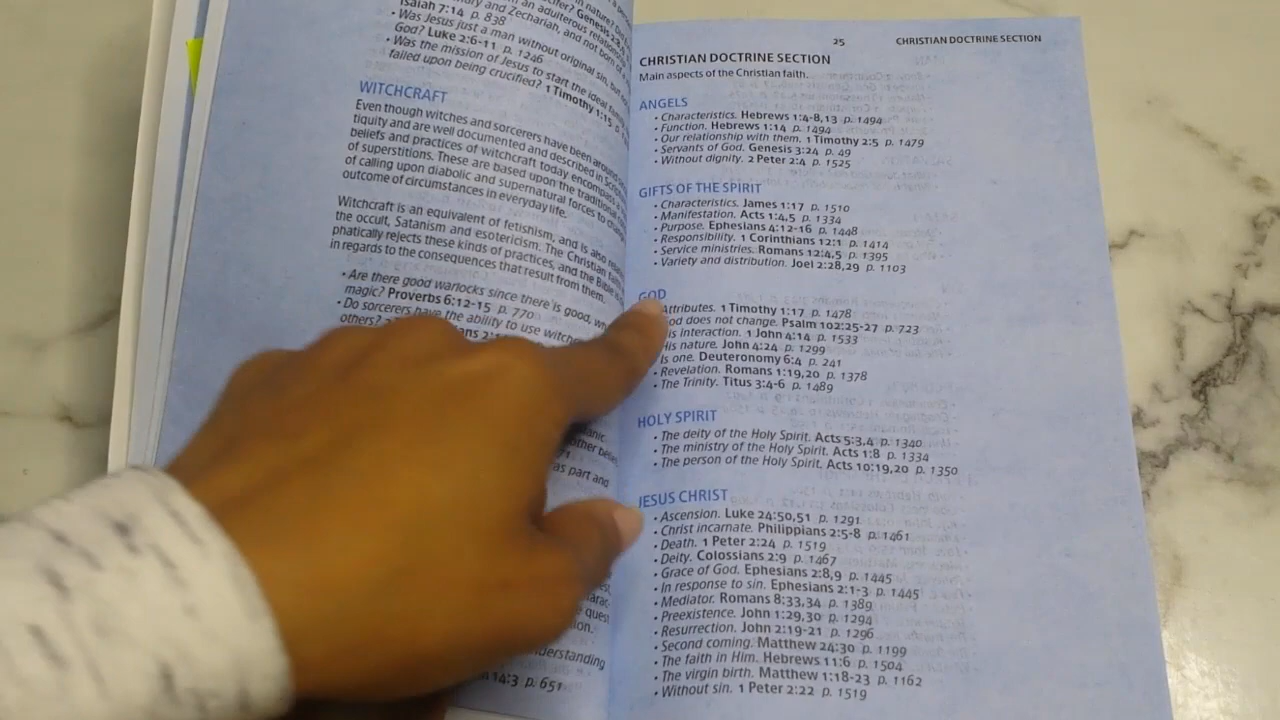 Isaiah 7:14 p. 838
• Was Jesus just a man without original sin, but
God? Luke 2:6-11 p. 1246
• Was the mission of Jesus to start the ideal
failed upon being crucified? 1 Timothy 1:15
WITCHCRAFT
Even though witches and sorcerers have been around
tiquity and are well documented and described in
beliefs and practices of witchcraft today encompass a
of superstitions. These are based upon the traditional
of calling upon diabolic and supernatural forces to change
outcome of circumstances in everyday life.
Witchcraft is an equivalent of fetishism, and is also
the occult, Satanism and esotericism. The Christian
phatically rejects these kinds of practices, and the Bible
in regards to the consequences that result from them.
• Are there good warlocks since there is good,
magic? Proverbs 6:12-15 p. 770
• Do sorcerers have the ability to use
others?
as part and
quest
derstanding
14:3 p. 651
25 CHRISTIAN DOCTRINE SECTION
CHRISTIAN DOCTRINE SECTION
Main aspects of the Christian faith.
ANGELS
• Characteristics. Hebrews 1:4-8,13 p. 1494
• Function. Hebrews 1:14 p. 1494
• Our relationship with them. 1 Timothy 2:5 p. 1479
• Servants of God. Genesis 3:24 p. 49
• Without dignity. 2 Peter 2:4 p. 1525
GIFTS OF THE SPIRIT
• Characteristics. James 1:17 p. 1510
• Manifestation. Acts 1:4,5 p. 1334
• Purpose. Ephesians 4:12-16 p. 1448
• Responsibility. 1 Corinthians 12:1 p. 1414
• Service ministries. Romans 12:4,5 p. 1395
• Variety and distribution. Joel 2:28,29 p. 1103
GOD
Attributes. 1 Timothy 1:17 p. 1478
od does not change. Psalm 102:25-27 p. 723
is interaction. 1 John 4:14 p. 1533
His nature. John 4:24 p. 1299
Is one. Deuteronomy 6:4 p. 241
• Revelation. Romans 1:19,20 p. 1378
• The Trinity. Titus 3:4-6 p. 1489
HOLY SPIRIT
• The deity of the Holy Spirit. Acts 5:3,4 p. 1340
• The ministry of the Holy Spirit. Acts 1:8 p. 1334
• The person of the Holy Spirit. Acts 10:19,20 p. 1350
JESUS CHRIST
• Ascension. Luke 24:50,51 p. 1291
• Christ incarnate. Philippians 2:5-8 p. 1461
• Death. 1 Peter 2:24 p. 1519
• Deity. Colossians 2:9 p. 1467
• Grace of God. Ephesians 2:8,9 p. 1445
• In response to sin. Ephesians 2:1-3 p. 1445
• Mediator. Romans 8:33,34 p. 1389
• Preexistence. John 1:29,30 p. 1294
• Resurrection. John 2:19-21 p. 1296
• Second coming. Matthew 24:30 p. 1199
• The faith in Him. Hebrews 11:6 p. 1504
• The virgin birth. Matthew 1:18-23 p. 1162
• Without sin. 1 Peter 2:22 p. 1519